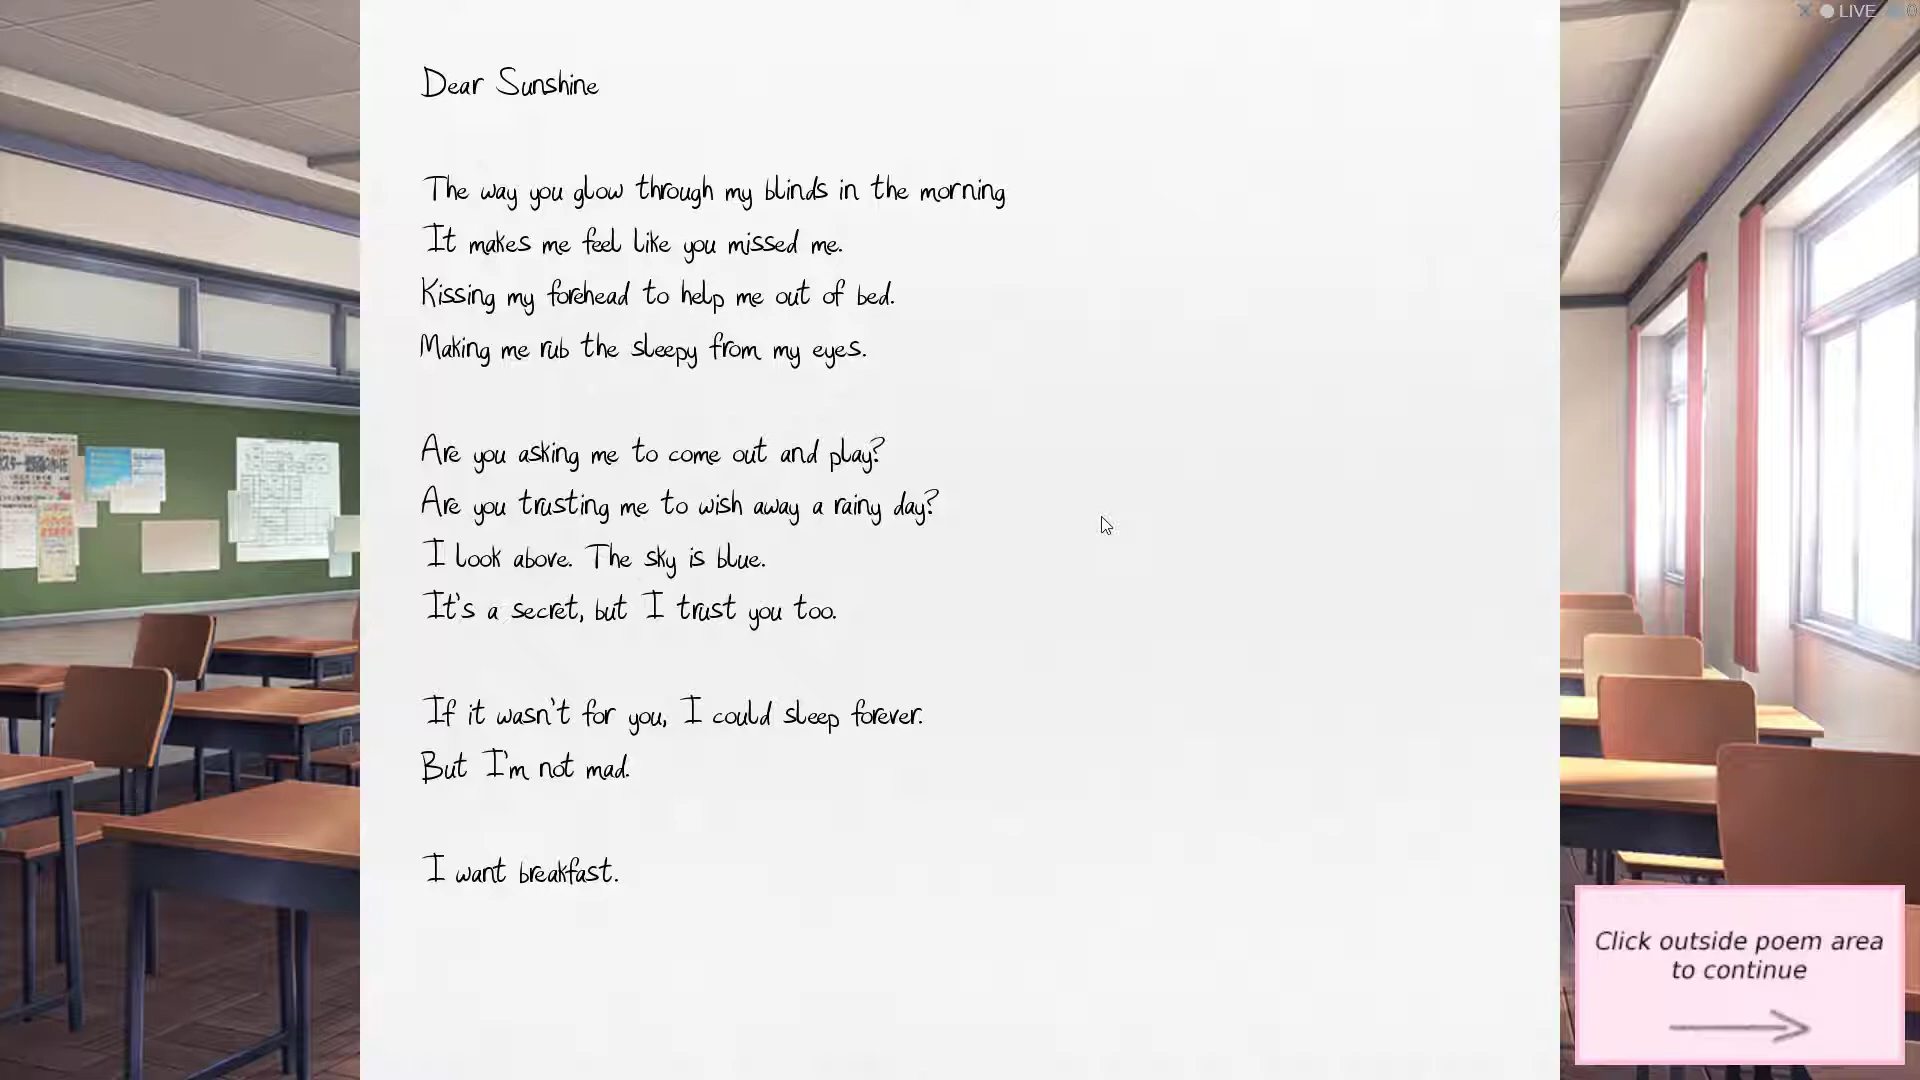 LIVE
Dear Sunshine
The way you glow through my blinds in the morning
It makes me feel like you missed me.
Kissing my forehead to help me out of bed.
Making me rub the sleepy from my eyes.
Are you asking me to come out and play?
Are you trusting me to wish away a rainy day?
I look above. The sky is blue.
It's a secret, but I trust you too.
If it wasn't for you, I could sleep forever.
But I'm not mad.
I want breakfast.
Click outside poem area
to continue